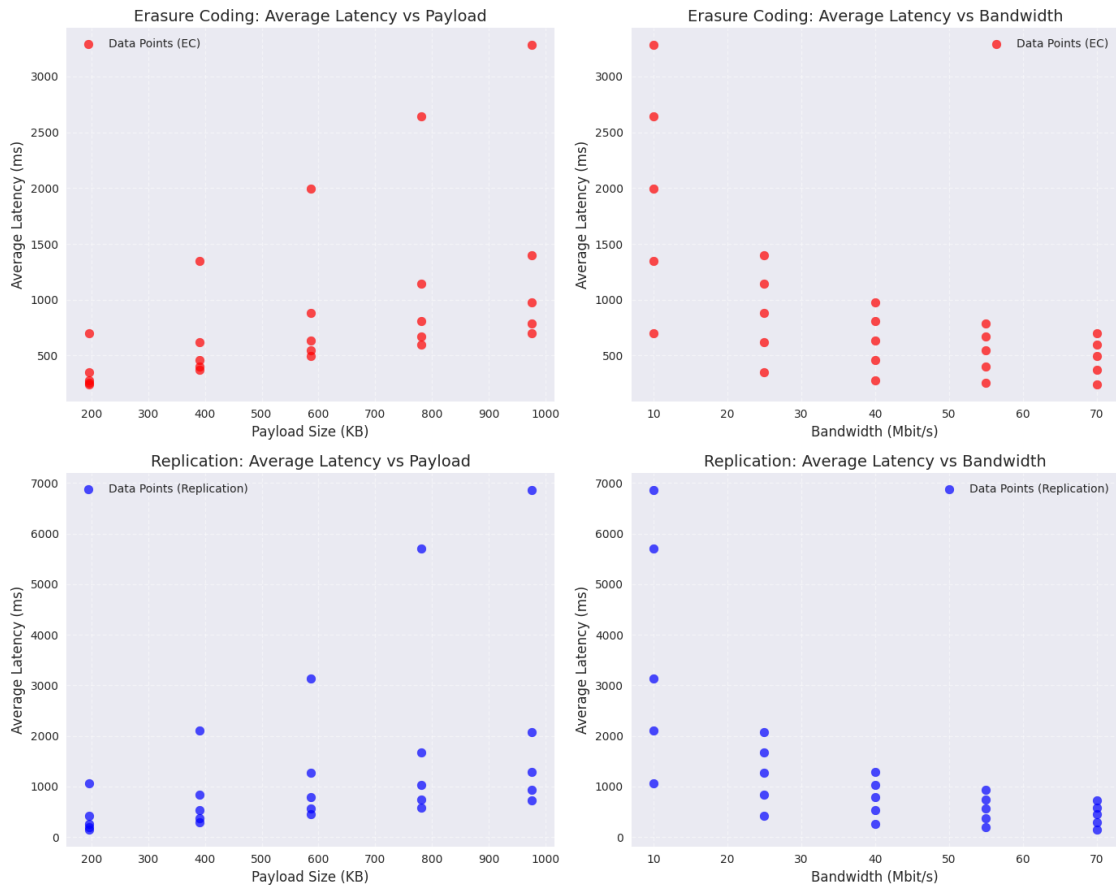 Erasure Coding: Average Latency vs Payload
Data Points (EC)
3000
2500
2000
1500
1000
500
Average Latency (ms)
200 300 400 500 600 700 800 900 1000
Payload Size (KB)
Erasure Coding: Average Latency vs Bandwidth
Data Points (EC)
3000
2500
2000
1500
1000
500
Average Latency (ms)
10 20 30 40 50 60 70
Bandwidth (Mbit/s)
Replication: Average Latency vs Payload
Data Points (Replication)
7000
6000
5000
4000
3000
2000
1000
0
Average Latency (ms)
200 300 400 500 600 700 800 900 1000
Payload Size (KB)
Replication: Average Latency vs Bandwidth
Data Points (Replication)
7000
6000
5000
4000
3000
2000
1000
0
Average Latency (ms)
10 20 30 40 50 60 70
Bandwidth (Mbit/s)